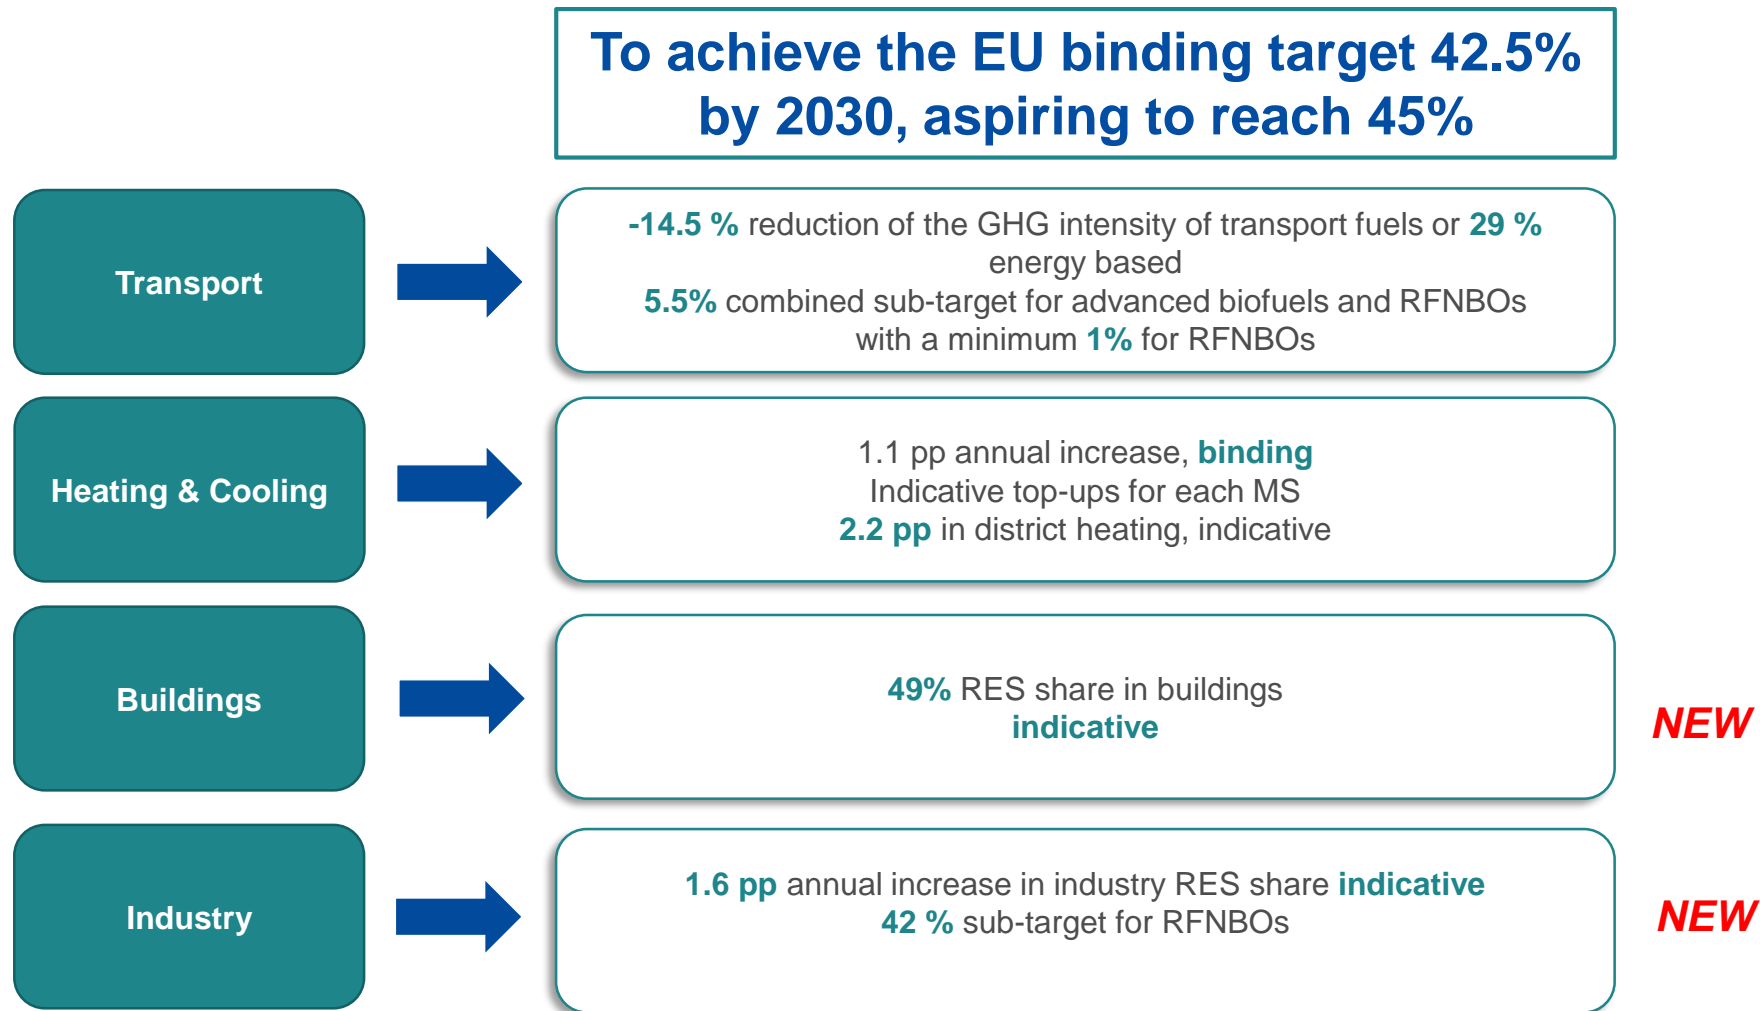 To achieve the EU binding target 42.5%
by 2030, aspiring to reach 45%
Transport
-14.5 % reduction of the GHG intensity of transport fuels or 29 %
energy based
5.5% combined sub-target for advanced biofuels and RFNBOs
with a minimum 1% for RFNBOs
Heating & Cooling
1.1 pp annual increase, binding
Indicative top-ups for each MS
2.2 pp in district heating, indicative
Buildings
49% RES share in buildings
indicative
NEW
Industry
1.6 pp annual increase in industry RES share indicative
42 % sub-target for RFNBOs
NEW